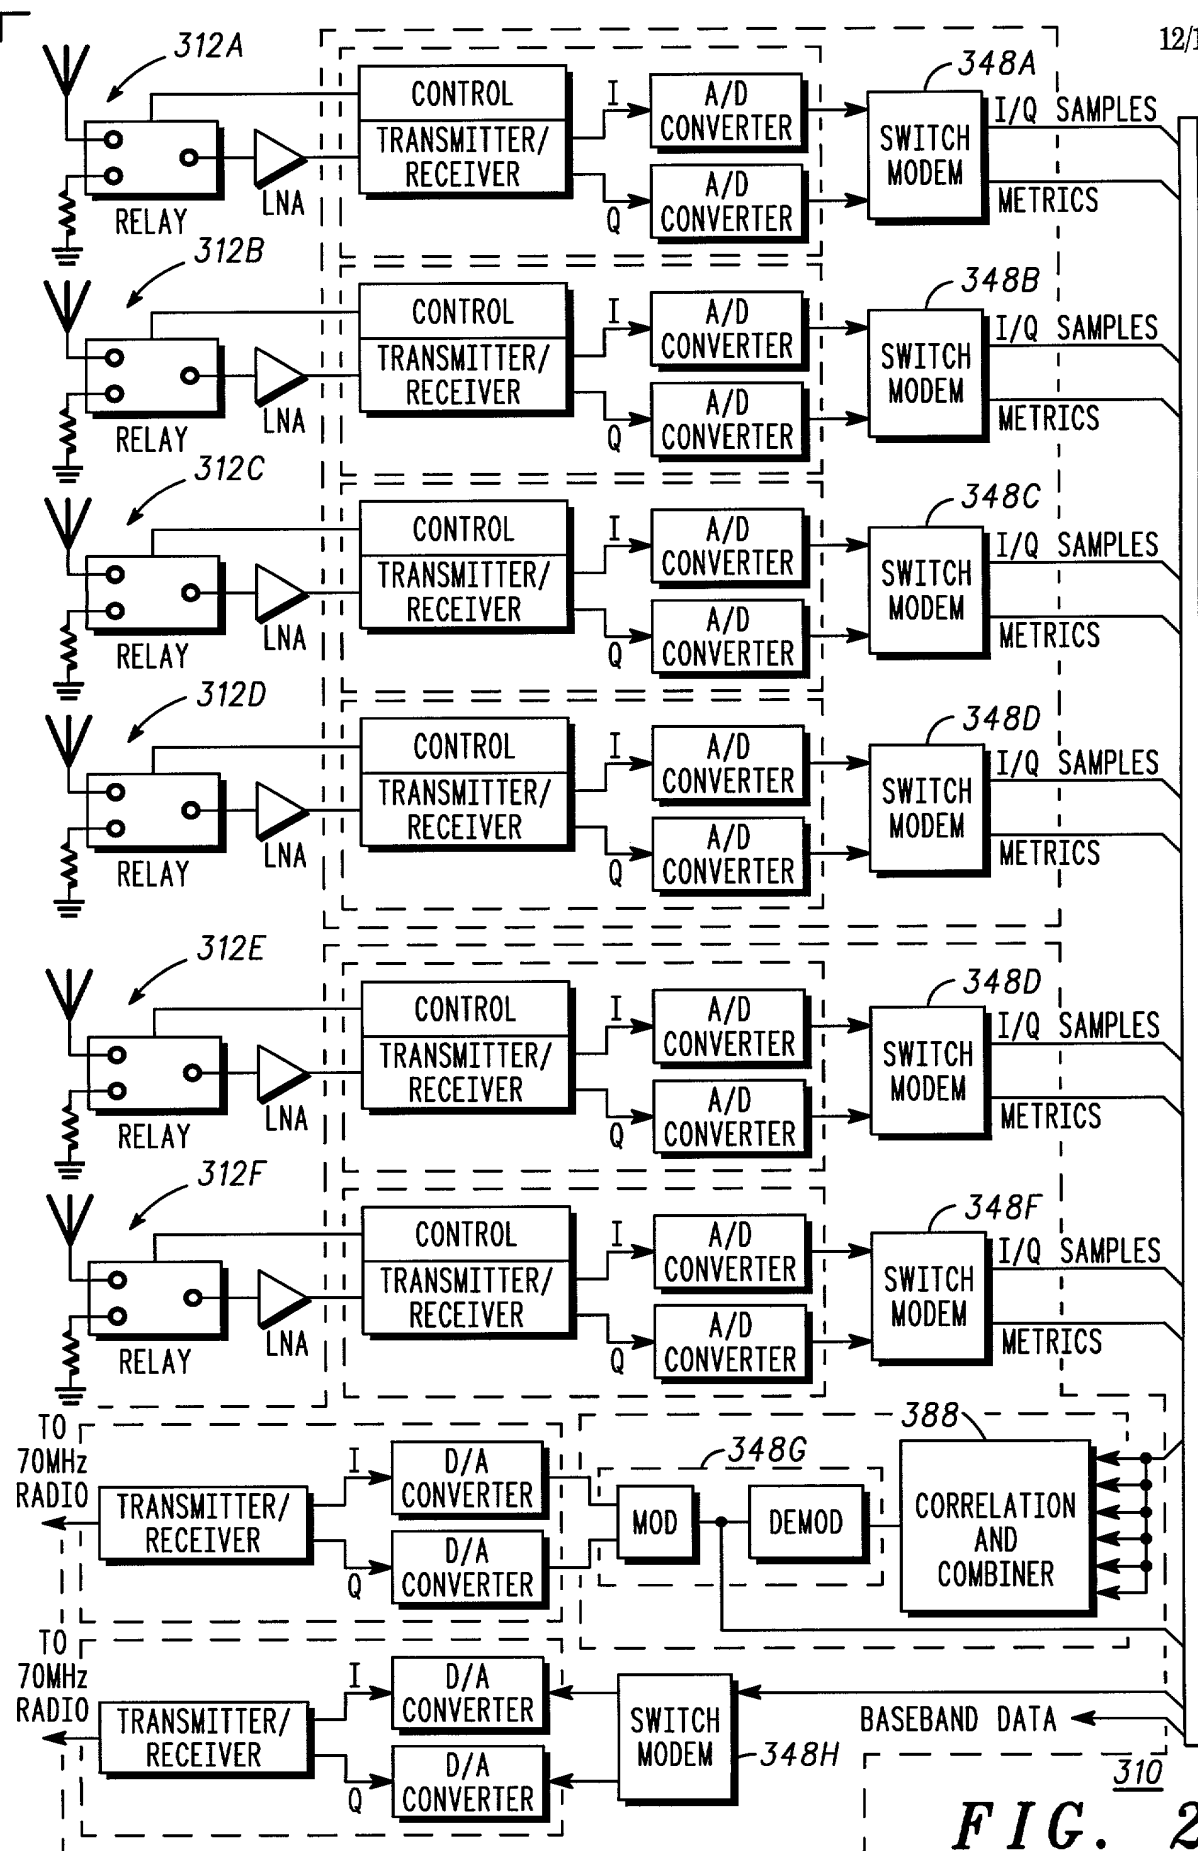 12/1
312A
348A
CONTROL
TRANSMITTER/
RECEIVER
I
Q
A/D
CONVERTER
A/D
CONVERTER
SWITCH
MODEM
I/Q SAMPLES
METRICS
LNA
RELAY
312B
348B
CONTROL
TRANSMITTER/
RECEIVER
I
Q
A/D
CONVERTER
A/D
CONVERTER
SWITCH
MODEM
I/Q SAMPLES
METRICS
LNA
RELAY
312C
348C
CONTROL
TRANSMITTER/
RECEIVER
I
Q
A/D
CONVERTER
A/D
CONVERTER
SWITCH
MODEM
I/Q SAMPLES
METRICS
LNA
RELAY
312D
348D
CONTROL
TRANSMITTER/
RECEIVER
I
Q
A/D
CONVERTER
A/D
CONVERTER
SWITCH
MODEM
I/Q SAMPLES
METRICS
LNA
RELAY
312E
348D
CONTROL
TRANSMITTER/
RECEIVER
I
Q
A/D
CONVERTER
A/D
CONVERTER
SWITCH
MODEM
I/Q SAMPLES
METRICS
LNA
RELAY
312F
348F
CONTROL
TRANSMITTER/
RECEIVER
I
Q
A/D
CONVERTER
A/D
CONVERTER
SWITCH
MODEM
I/Q SAMPLES
METRICS
LNA
RELAY
TO
70MHz
RADIO
TRANSMITTER/
RECEIVER
I
Q
D/A
CONVERTER
D/A
CONVERTER
348G
MOD
DEMOD
388
CORRELATION
AND
COMBINER
TO
70MHz
RADIO
TRANSMITTER/
RECEIVER
I
Q
D/A
CONVERTER
D/A
CONVERTER
SWITCH
MODEM
348H
BASEBAND DATA
310
FIG. 2